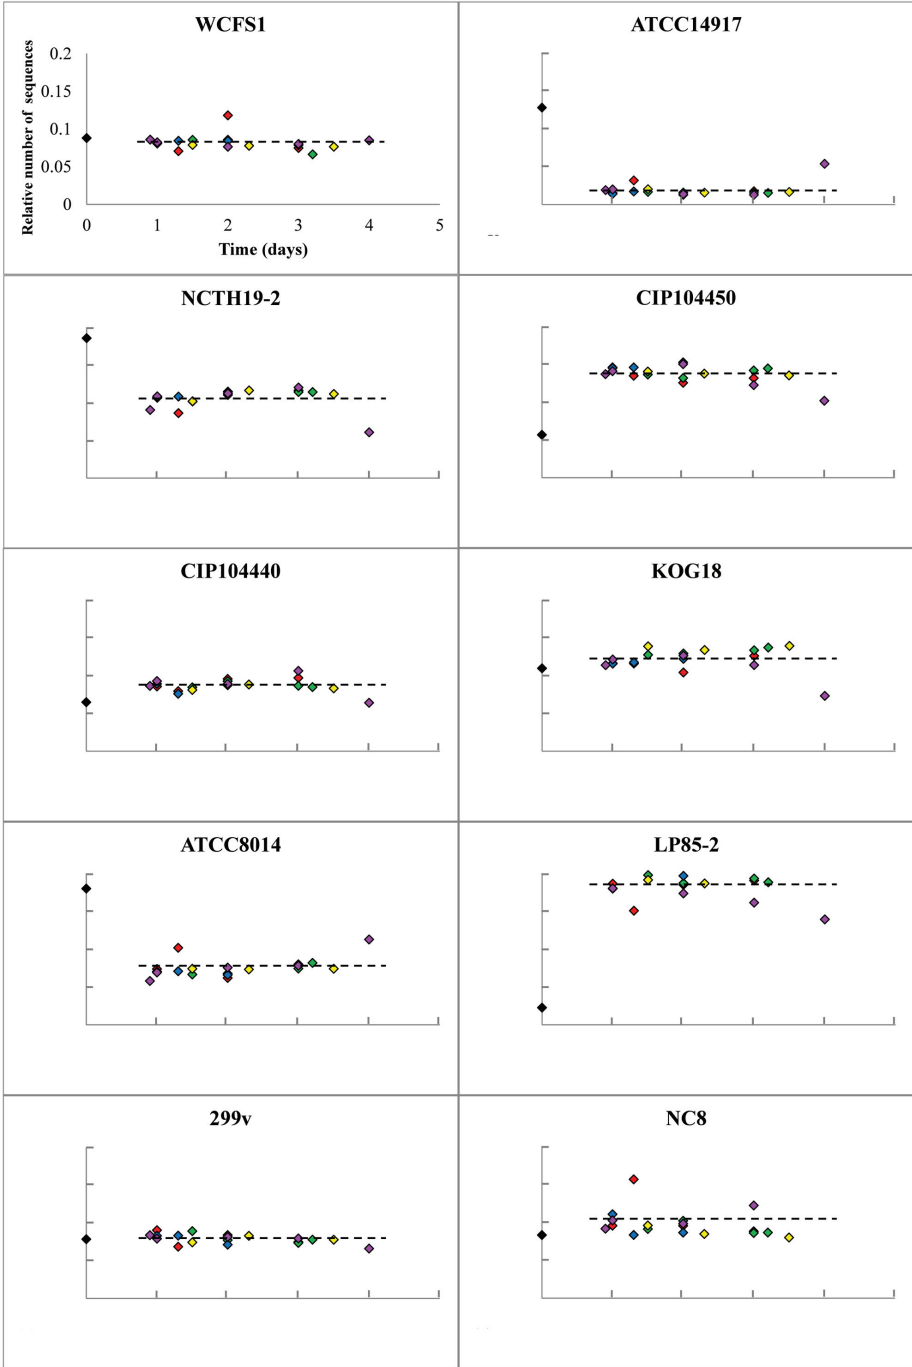 WCFS1
ATCC14917
Relative number of sequences
0.2
0.15
0.1
0.05
0
0 1 2 3 4 5
Time (days)
NCTH19-2
CIP104450
CIP104440
KOG18
ATCC8014
LP85-2
299v
NC8